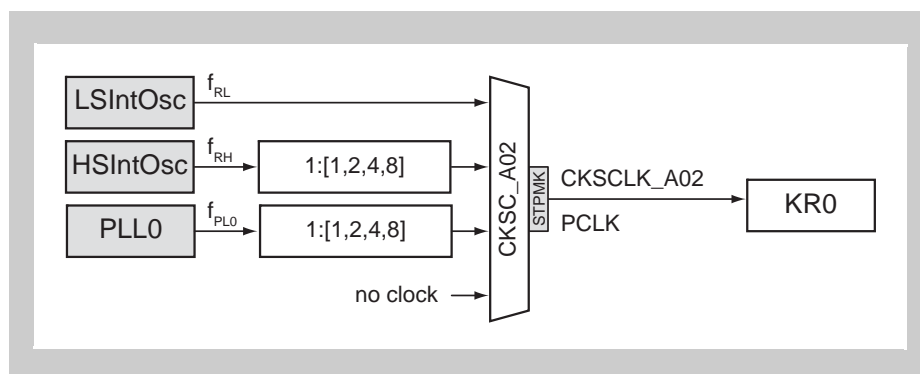 LSIntOsc
fRL
HSIntOsc
fRH
1:[1,2,4,8]
PLL0
fPL0
1:[1,2,4,8]
no clock
CKSC_A02
STPMK
CKSCLK_A02
PCLK
KR0